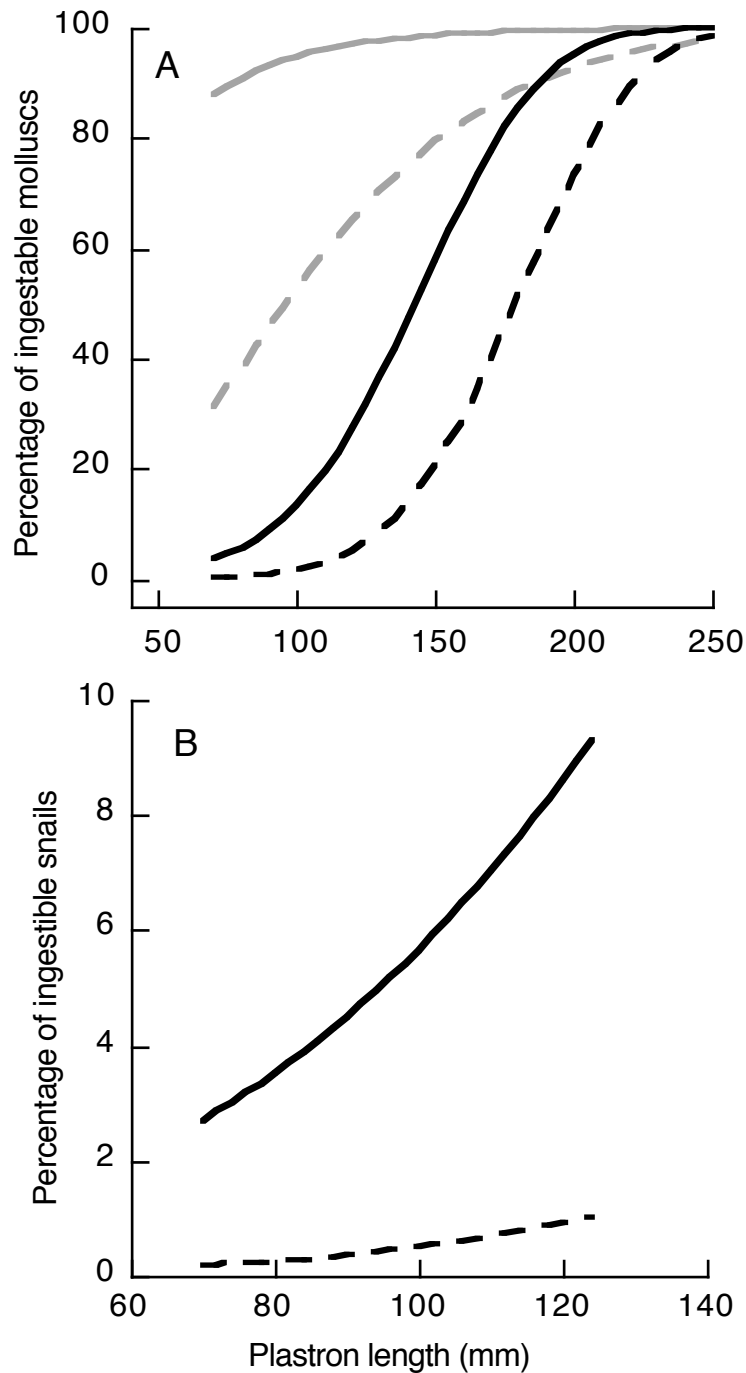 A
Percentage of ingestable molluscs
100
80
60
40
20
0
50 100 150 200 250
B
Percentage of ingestible snails
10
8
6
4
2
0
60 80 100 120 140
Plastron length (mm)